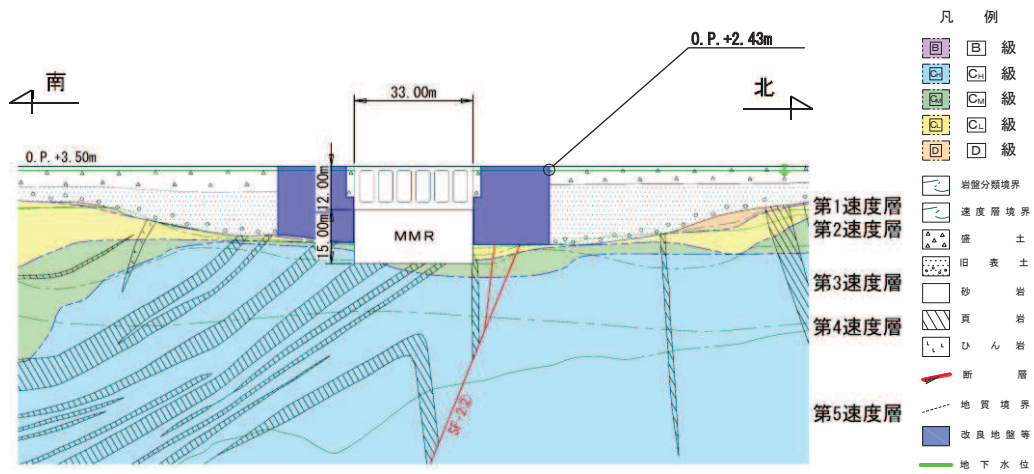 南
北
O.P.+2.43m
33.00m
O.P.+3.50m
12.00m
15.00m
MMR
SF-2②
第1速度層
第2速度層
第3速度層
第4速度層
第5速度層
凡 例
B B 級
CH CH 級
CM CM 級
CL CL 級
D D 級
岩盤分類境界
速度層境界
盛 土
旧 表 土
砂 岩
頁 岩
ひ ん 岩
断 層
地 質 境 界
改 良 地 盤 等
地 下 水 位